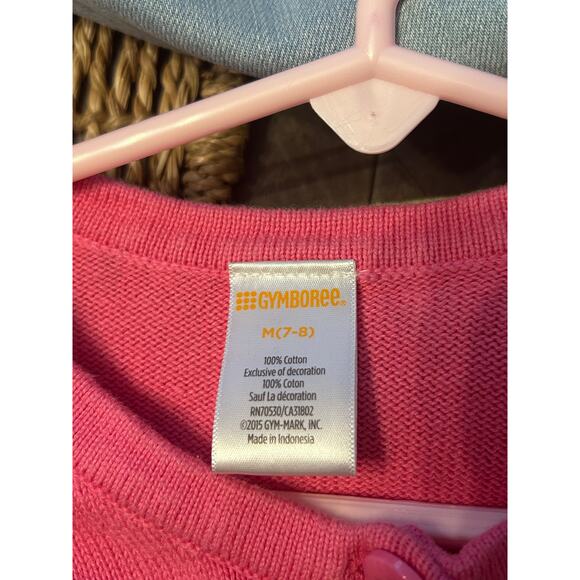 GYMBOREE®
M(7-8)
100% Cotton
Exclusive of decoration
100% Coton
Sauf La décoration
RN70530/CA31802
©2015 GYM-MARK, INC.
Made in Indonesia